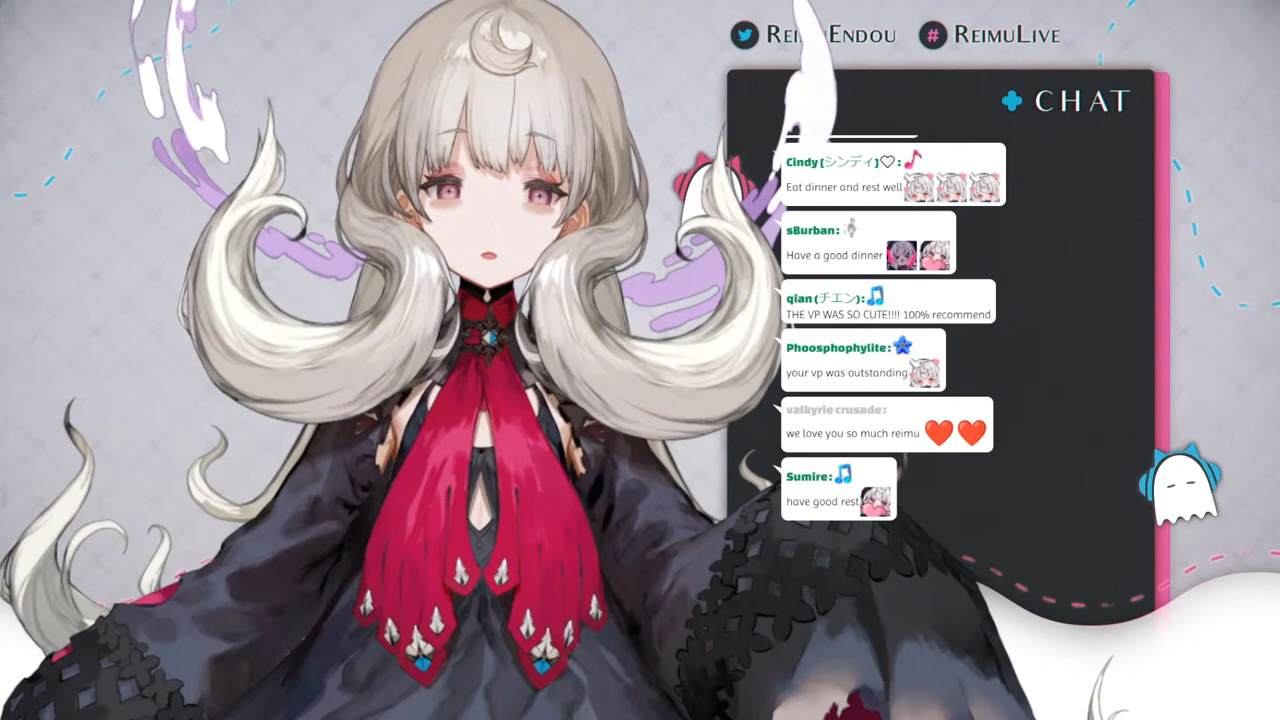 ReimuEndou
ReimuLive
CHAT
Cindy [シンディ]♡:
Eat dinner and rest well
sBurban:
Have a good dinner
qian (チエン):
THE VP WAS SO CUTE!!!! 100% recommend
Phoosphophylite:
your vp was outstanding
valkyrie crusade:
we love you so much reimu
Sumire:
have good rest